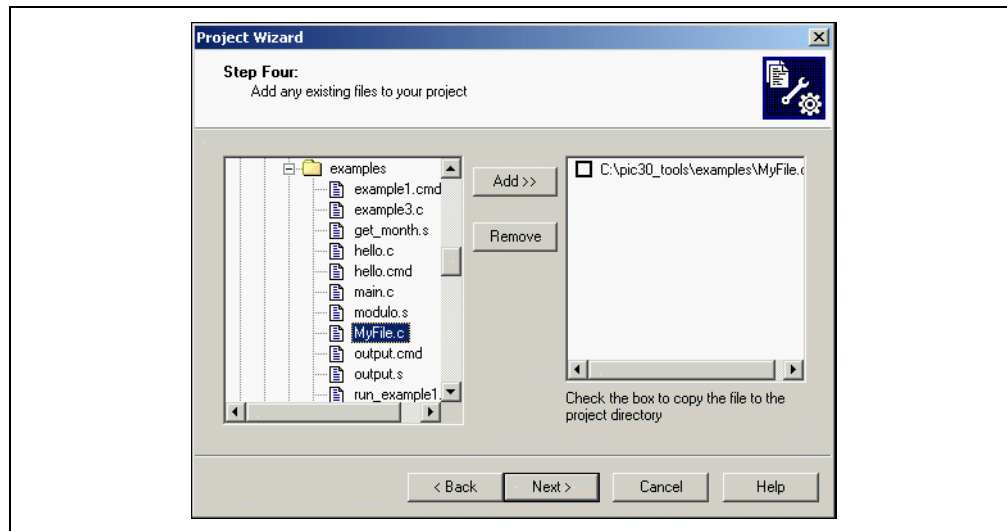 Project Wizard
Step Four:
Add any existing files to your project
examples
example1.cmd
example3.c
get_month.s
hello.c
hello.cmd
main.c
modulo.s
MyFile.c
output.cmd
output.s
run_example1.
Add >>
Remove
C:\pic30_tools\examples\MyFile.c
Check the box to copy the file to the
project directory
< Back
Next >
Cancel
Help